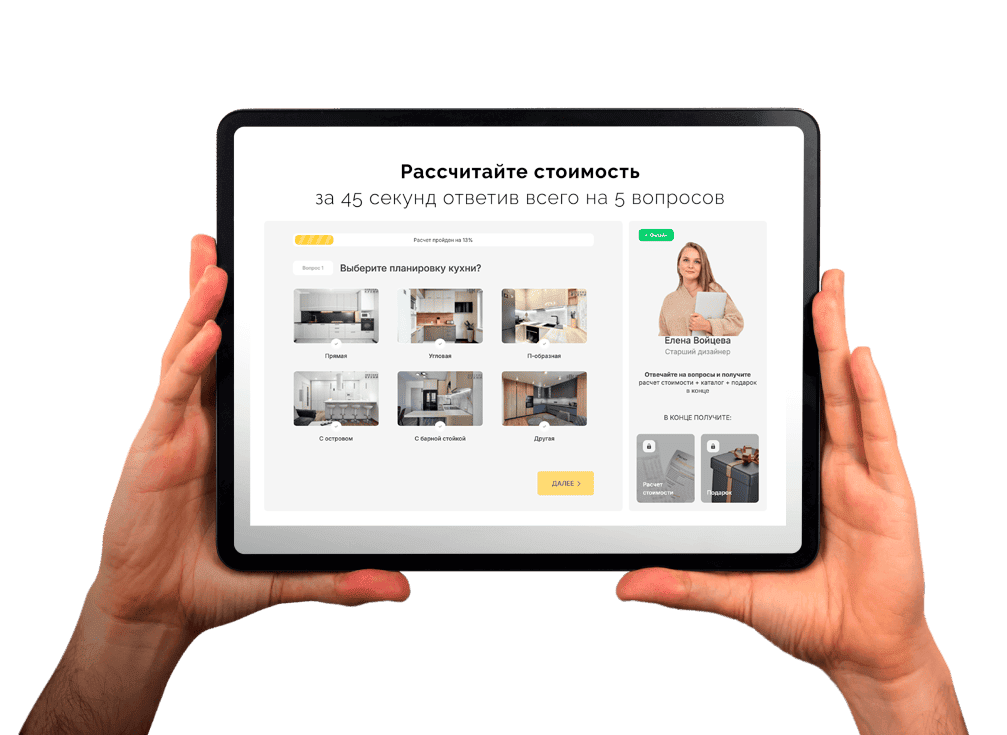 Рассчитайте стоимость
за 45 секунд ответив всего на 5 вопросов
Расчет пройден на 13%
Вопрос 1
Выберите планировку кухни?
Прямая
Угловая
П-образная
С островом
С барной стойкой
Другая
ДАЛЕЕ
Елена Войцева
Старший дизайнер
Отвечайте на вопросы и получите
расчет стоимости + каталог + подарок
в конце
В КОНЦЕ ПОЛУЧИТЕ:
Расчет
стоимости
Подарок